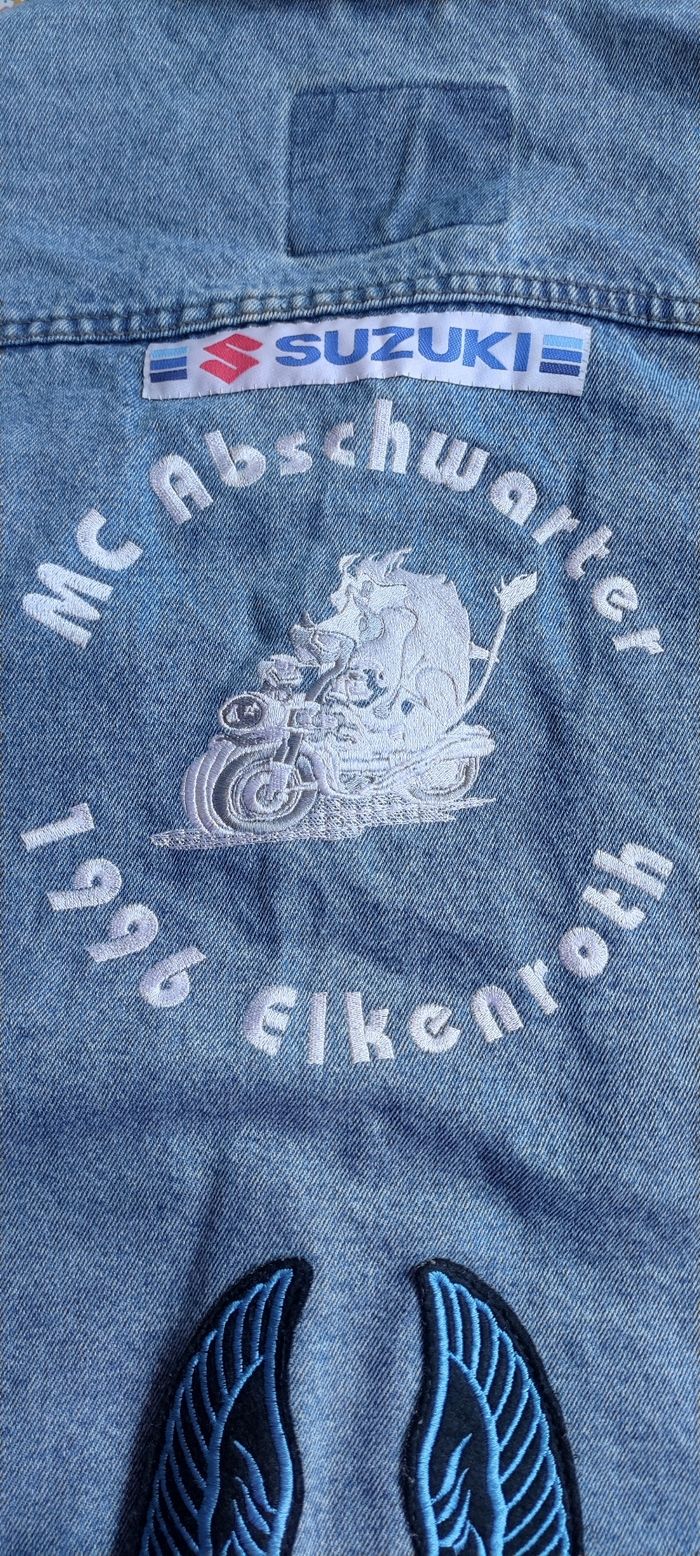 SUZUKI
MC Abschwarter
1996 Elkenroth